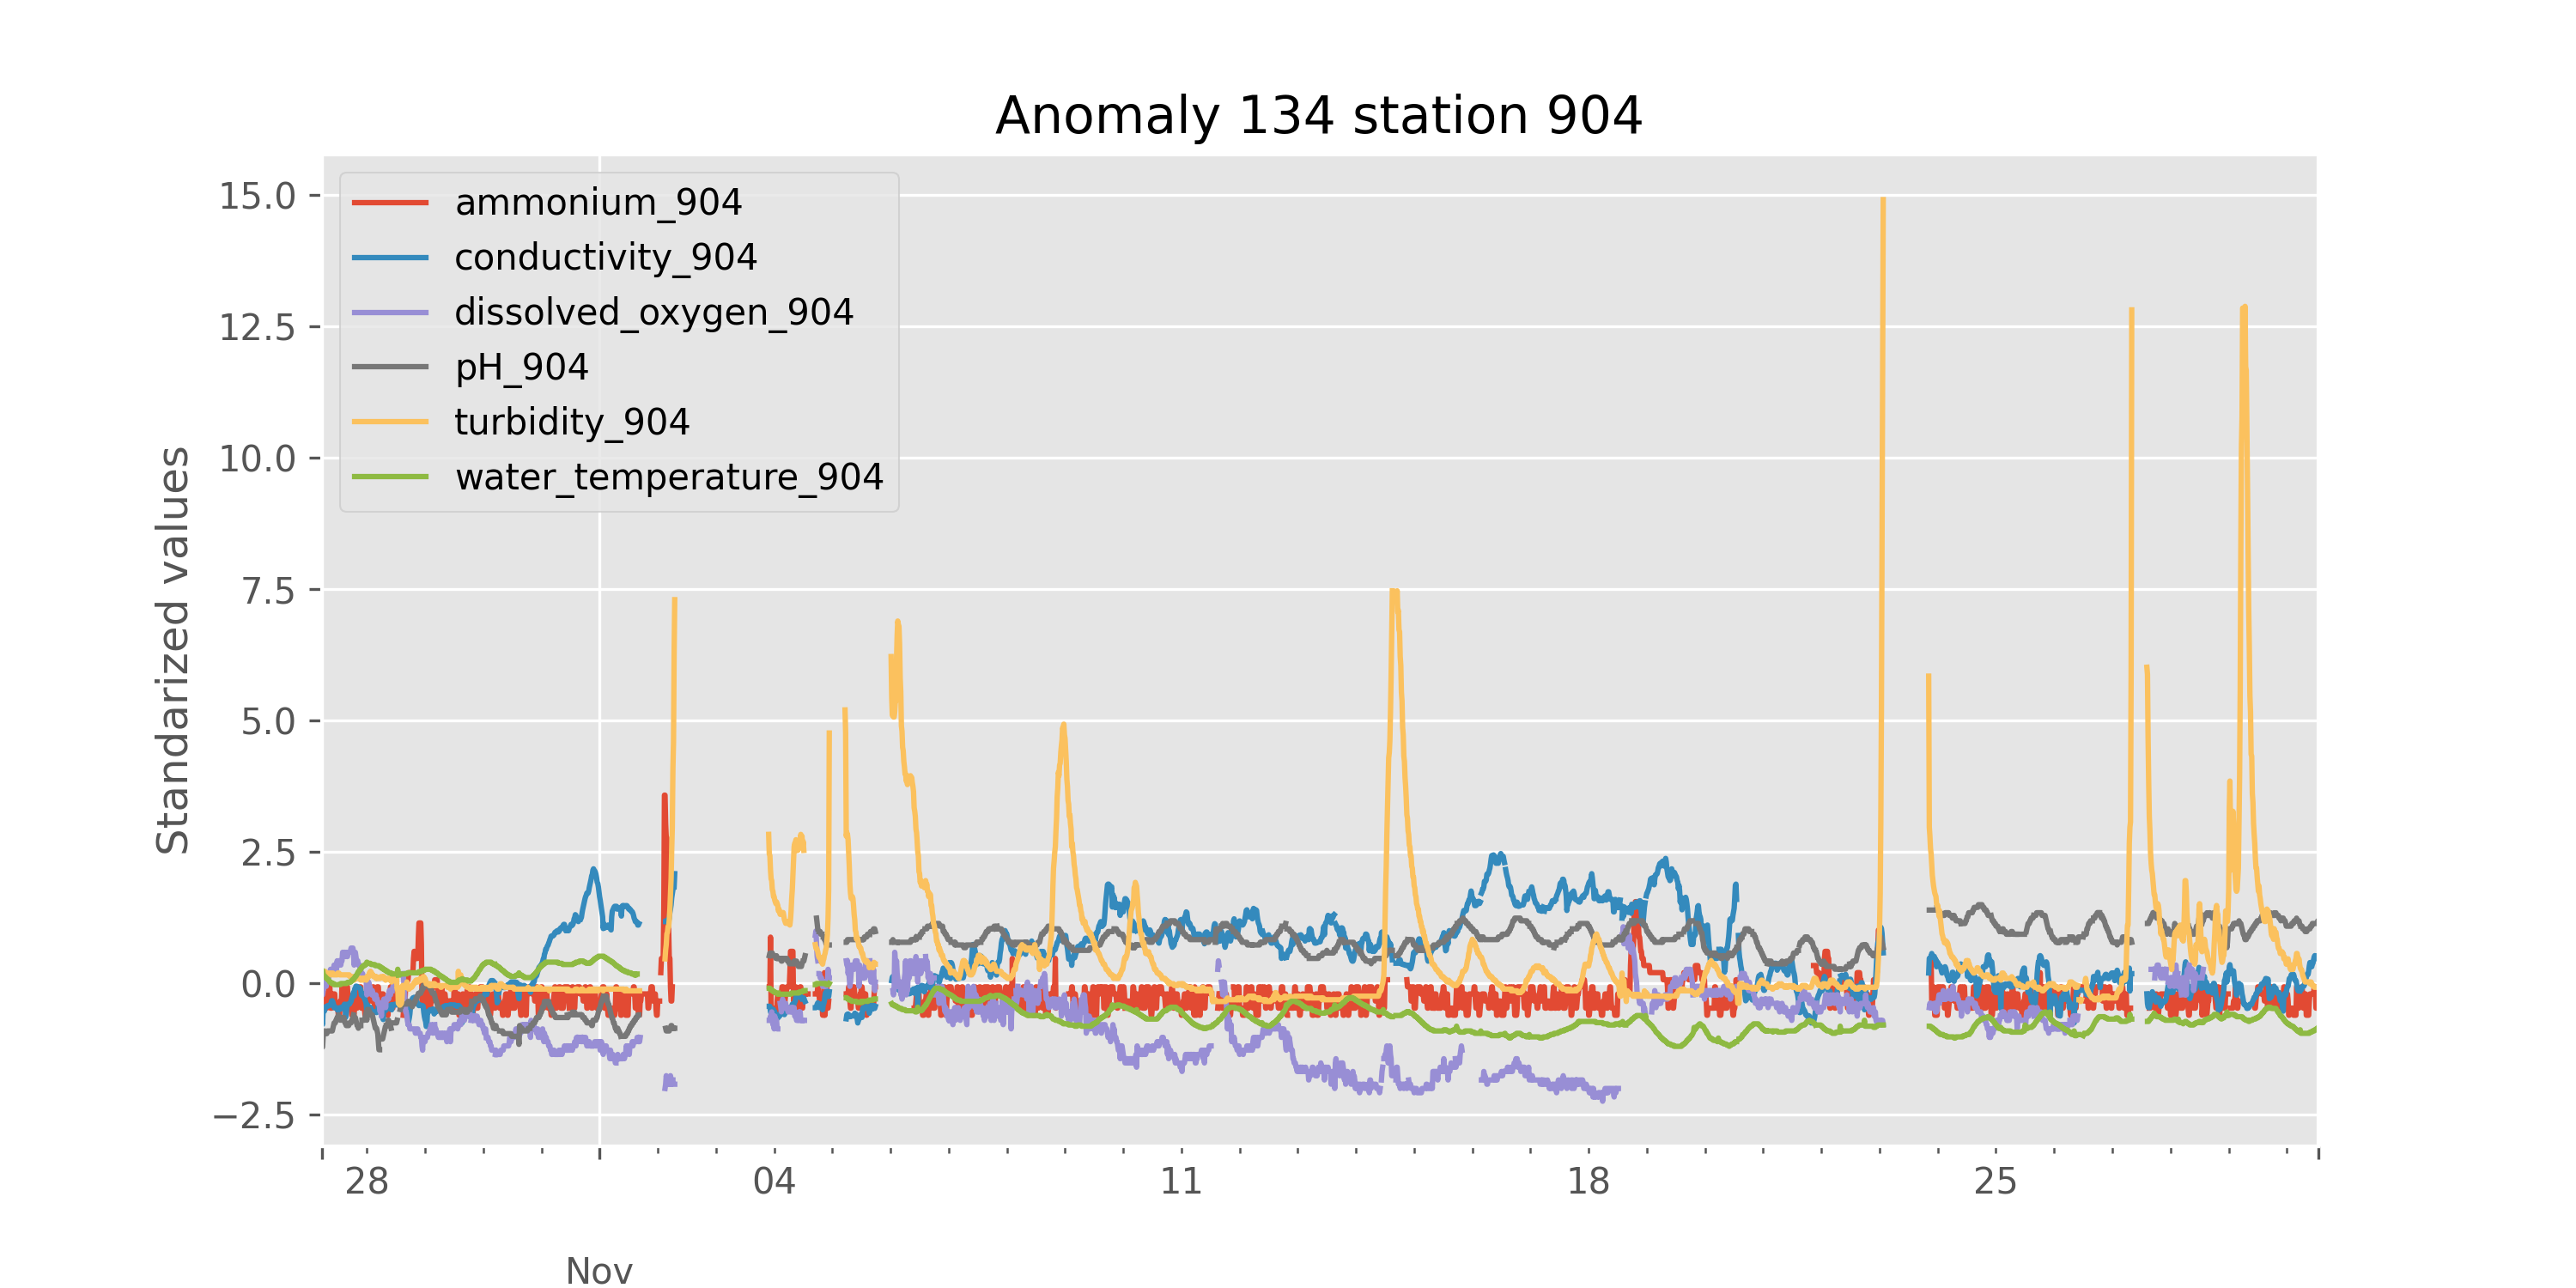 Anomaly 134 station 904
15.0
12.5
10.0
7.5
5.0
2.5
0.0
−2.5
Standarized values
ammonium_904
conductivity_904
dissolved_oxygen_904
pH_904
turbidity_904
water_temperature_904
28
04
11
18
25
Nov